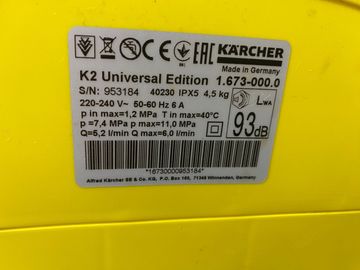 EAC KÄRCHER
Made in Germany
K2 Universal Edition 1.673-000.0
S/N: 953184 40230 IPX5 4,5 kg
220-240 V~ 50-60 Hz 6 A
p in max=1,2 MPa T in max=40°C
p=7,4 MPa p max=11,0 MPa
Q=5,2 l/min Q max=6,0 l/min
LWA
93dB
*16730000953184*
Alfred Kärcher SE & Co. KG, P.O. Box 160, 71349 Winnenden, Germany